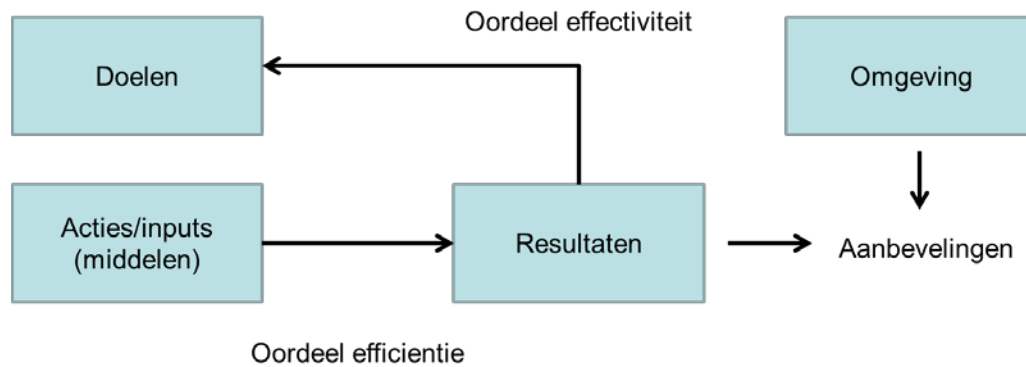 Oordeel effectiviteit
Doelen
Omgeving
Acties/inputs
(middelen)
Resultaten
Aanbevelingen
Oordeel efficientie